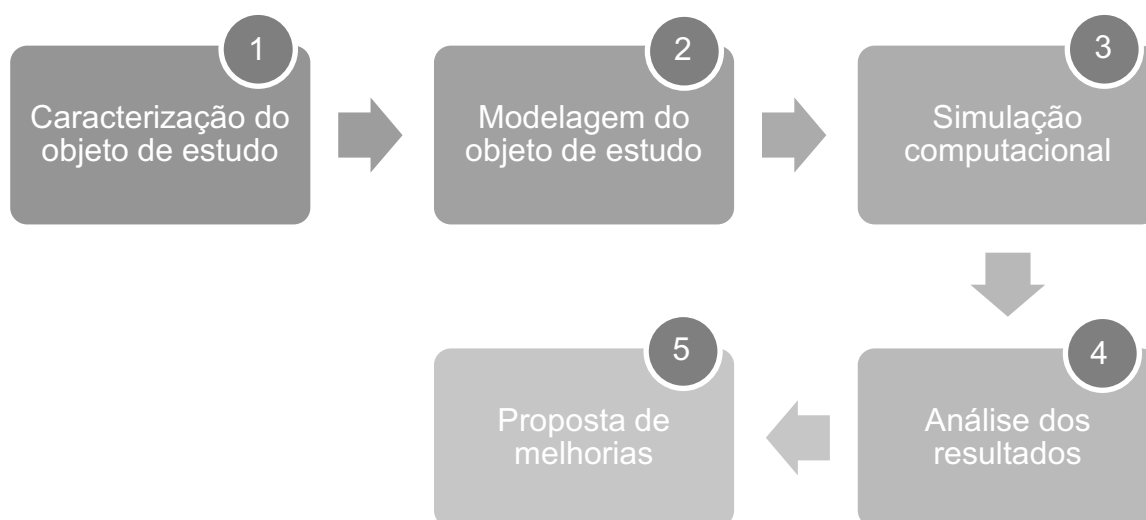 1
Caracterização do
objeto de estudo
2
Modelagem do
objeto de estudo
3
Simulação
computacional
4
Análise dos
resultados
5
Proposta de
melhorias